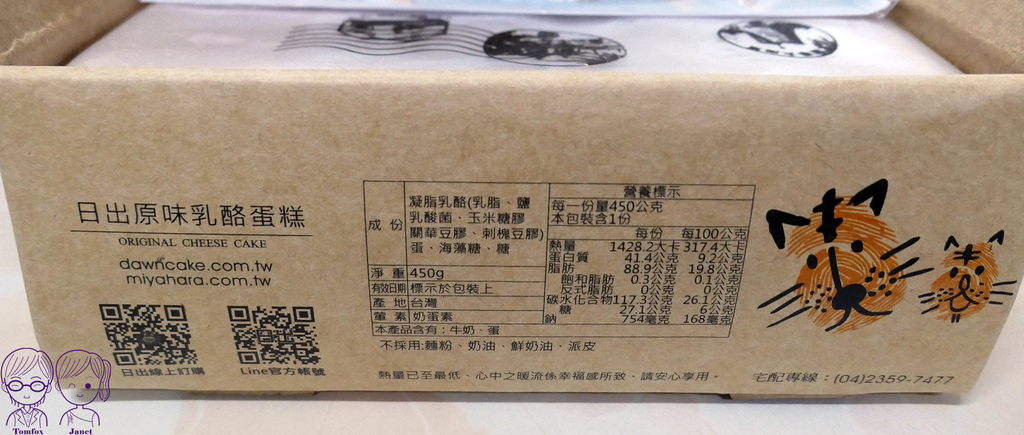 日出原味乳酪蛋糕
ORIGINAL CHEESE CAKE
dawncake.com.tw
miyahara.com.tw
日出線上訂購
Line官方帳號
成份
凝脂乳酪(乳脂、鹽
乳酸菌、玉米糖膠
關華豆膠、刺槐豆膠)
蛋、海藻糖、糖
淨重 450g
有效日期 標示於包裝上
產地 台灣
葷素 奶蛋素
本產品含有:牛奶、蛋
營養標示
每一份量450公克
本包裝含1份
每份 每100公克
熱量 1428.2大卡 317.4大卡
蛋白質 41.4公克 9.2公克
脂肪 88.9公克 19.8公克
飽和脂肪 0.3公克 0.1公克
反式脂肪 0公克 0公克
碳水化合物 117.3公克 26.1公克
糖 27.1公克 6公克
鈉 754毫克 168毫克
不採用:麵粉、奶油、鮮奶油、派皮
熱量已至最低、心中之暖流係幸福感所致、請安心享用。
宅配專線:(04)2359-7477
Tomfox Janet